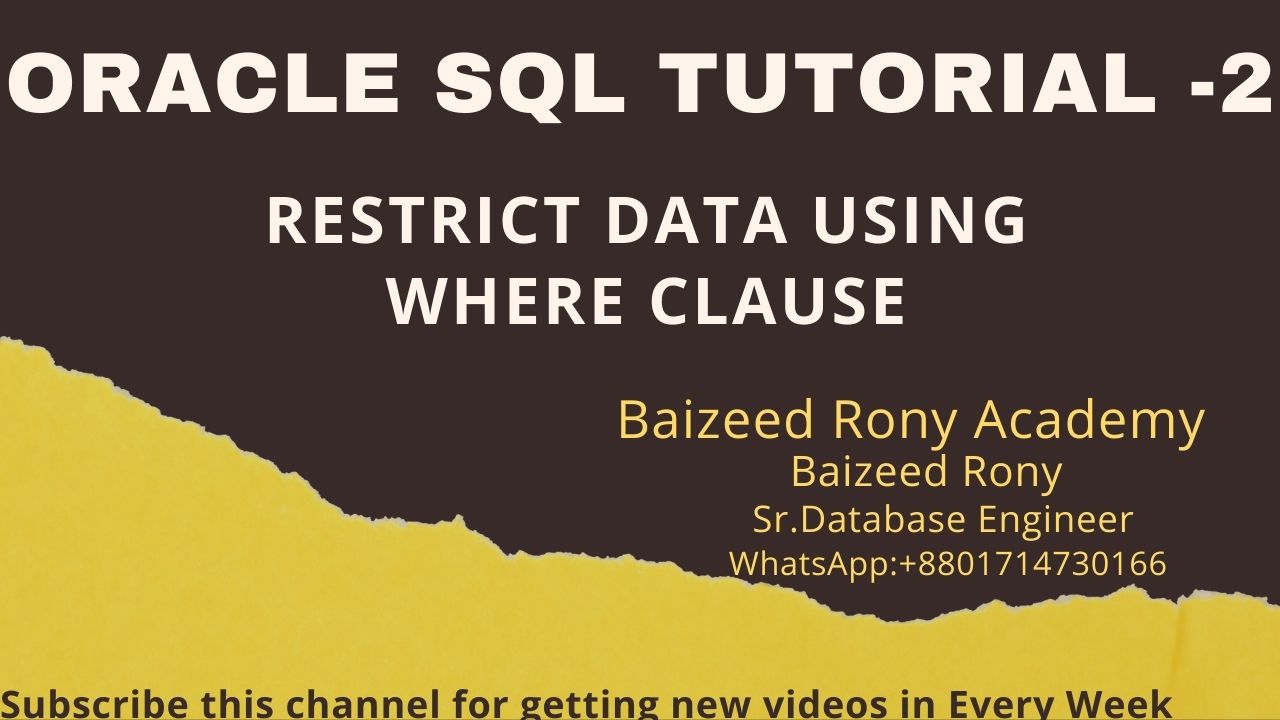 ORACLE SQL TUTORIAL -2
RESTRICT DATA USING
WHERE CLAUSE
Baizeed Rony Academy
Baizeed Rony
Sr.Database Engineer
WhatsApp:+8801714730166
Subscribe this channel for getting new videos in Every Week